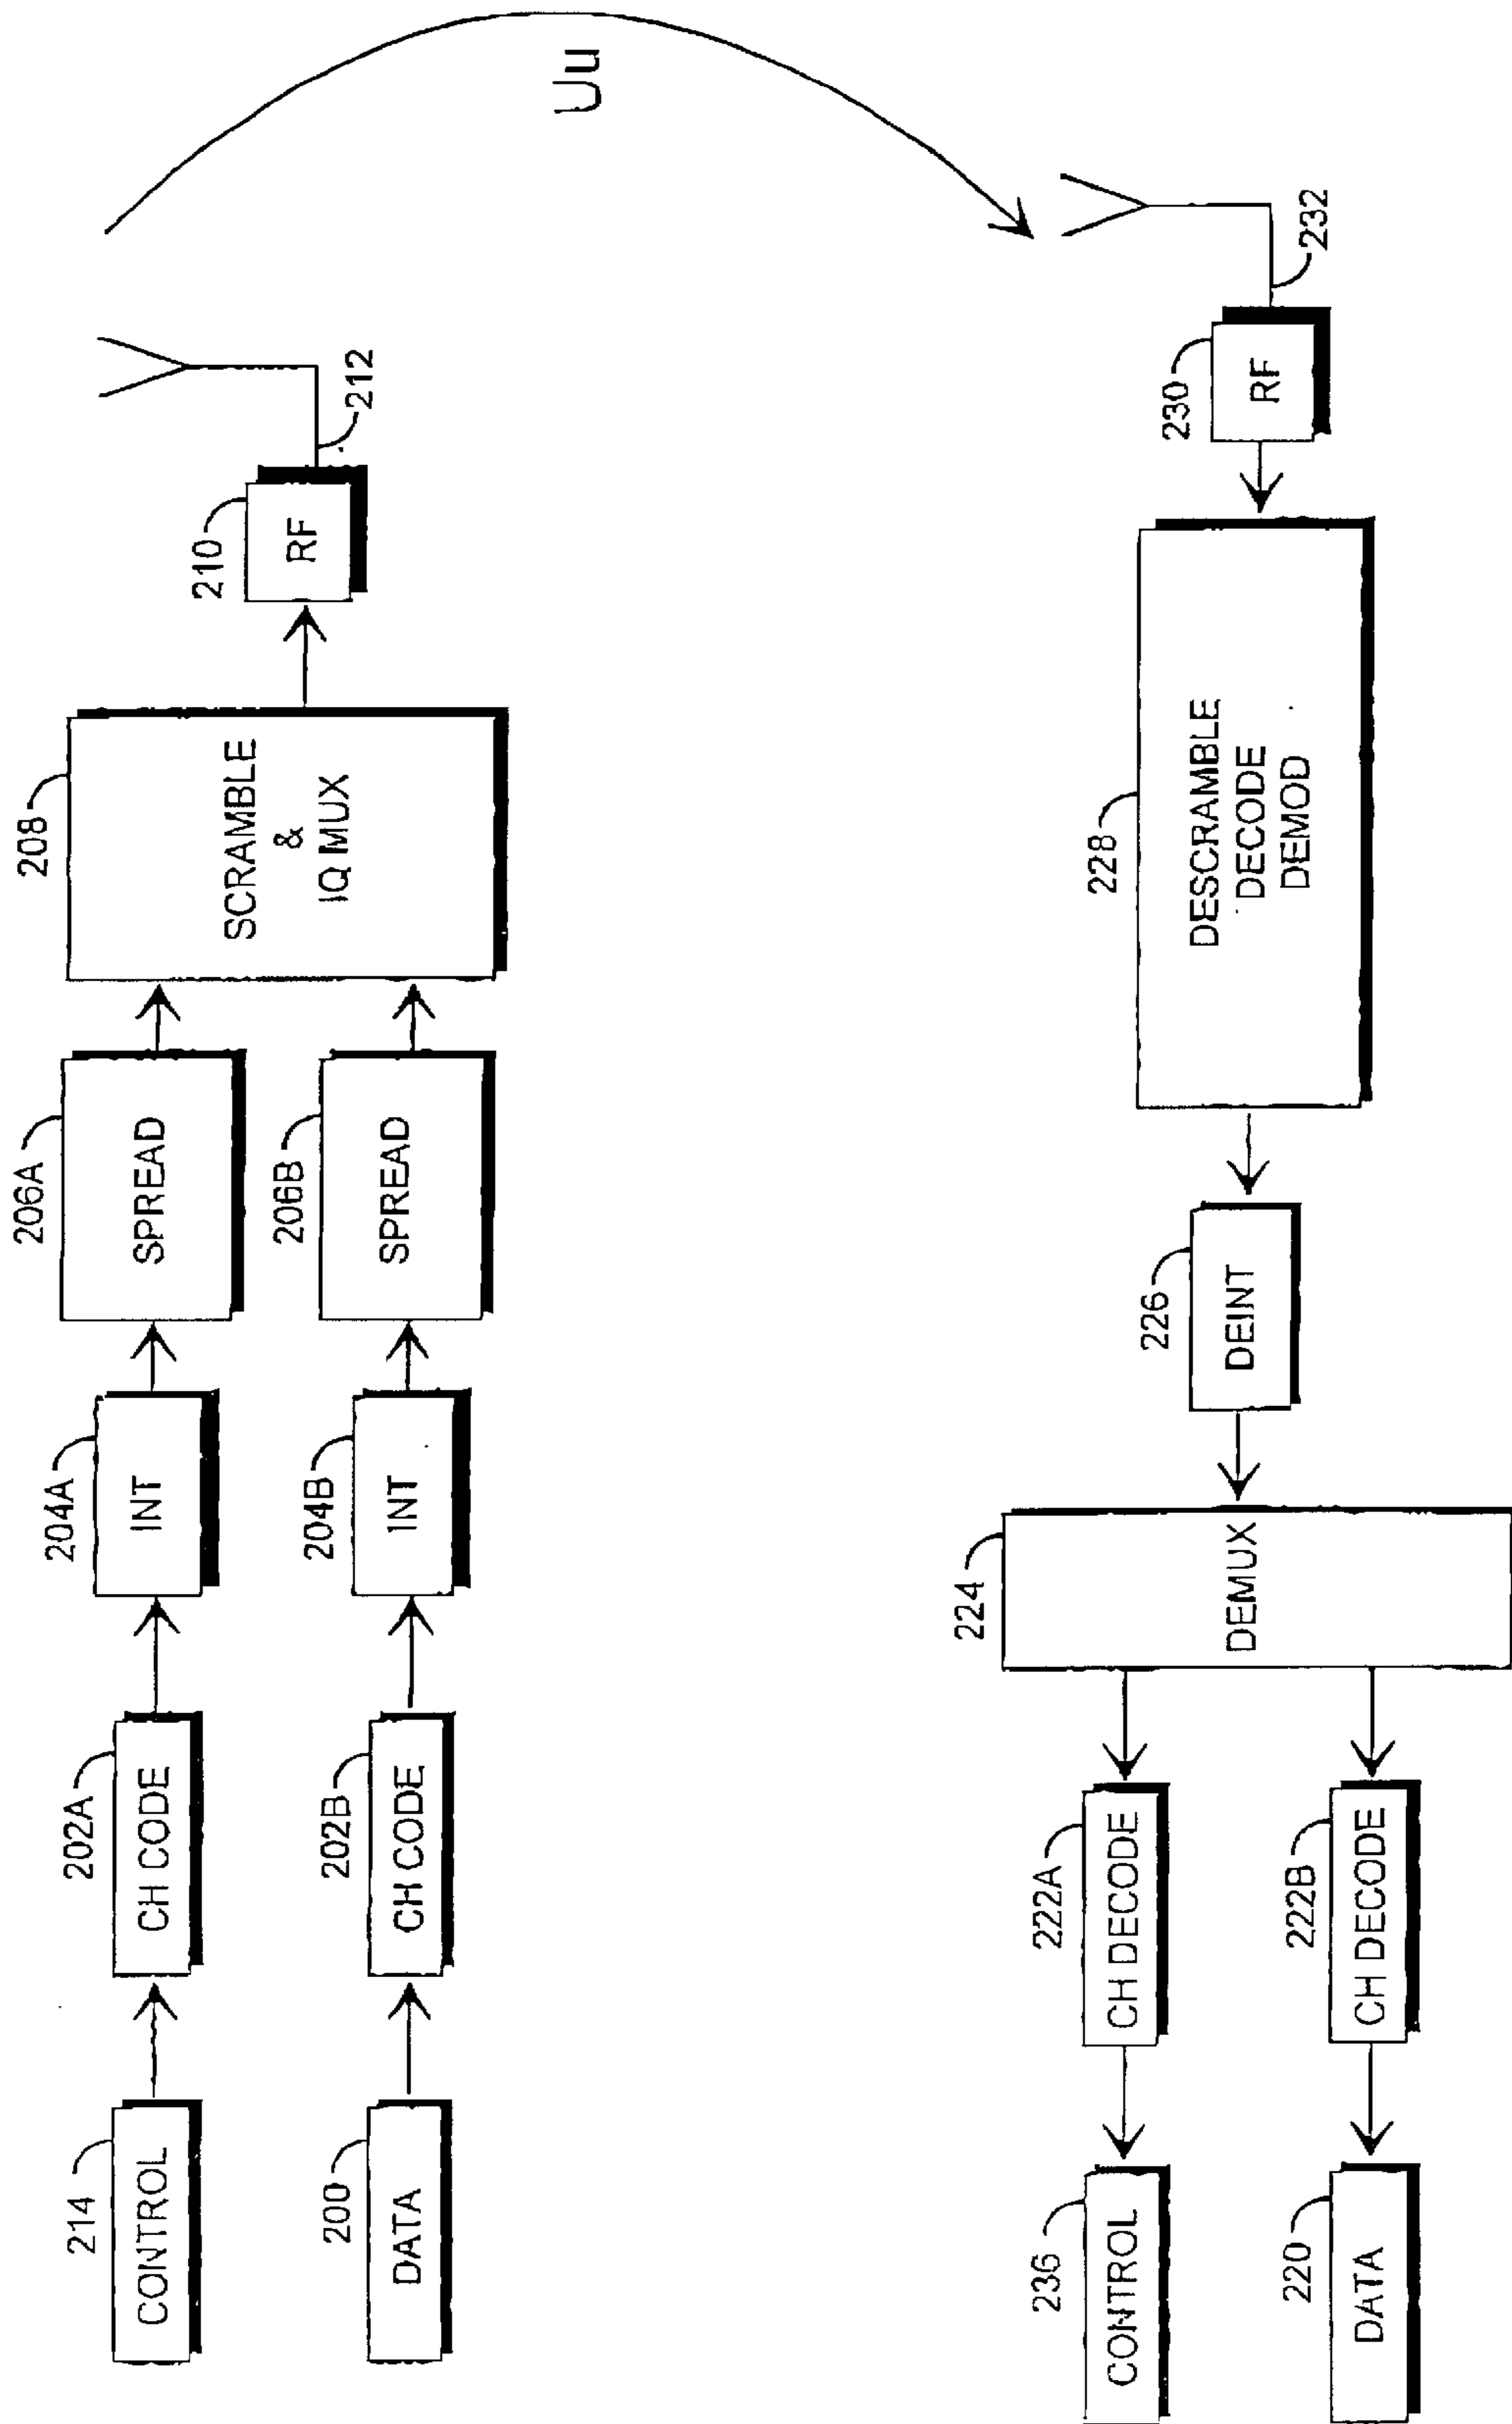 214
CONTROL
202A
CH CODE
204A
INT
206A
SPREAD
208
SCRAMBLE
&
IQ MUX
210
RF
212
200
DATA
202B
CH CODE
204B
INT
206B
SPREAD
Uu
236
CONTROL
222A
CH DECODE
224
DEMUX
226
DEINT
228
DESCRAMBLE
DECODE
DEMOD
230
RF
232
220
DATA
222B
CH DECODE